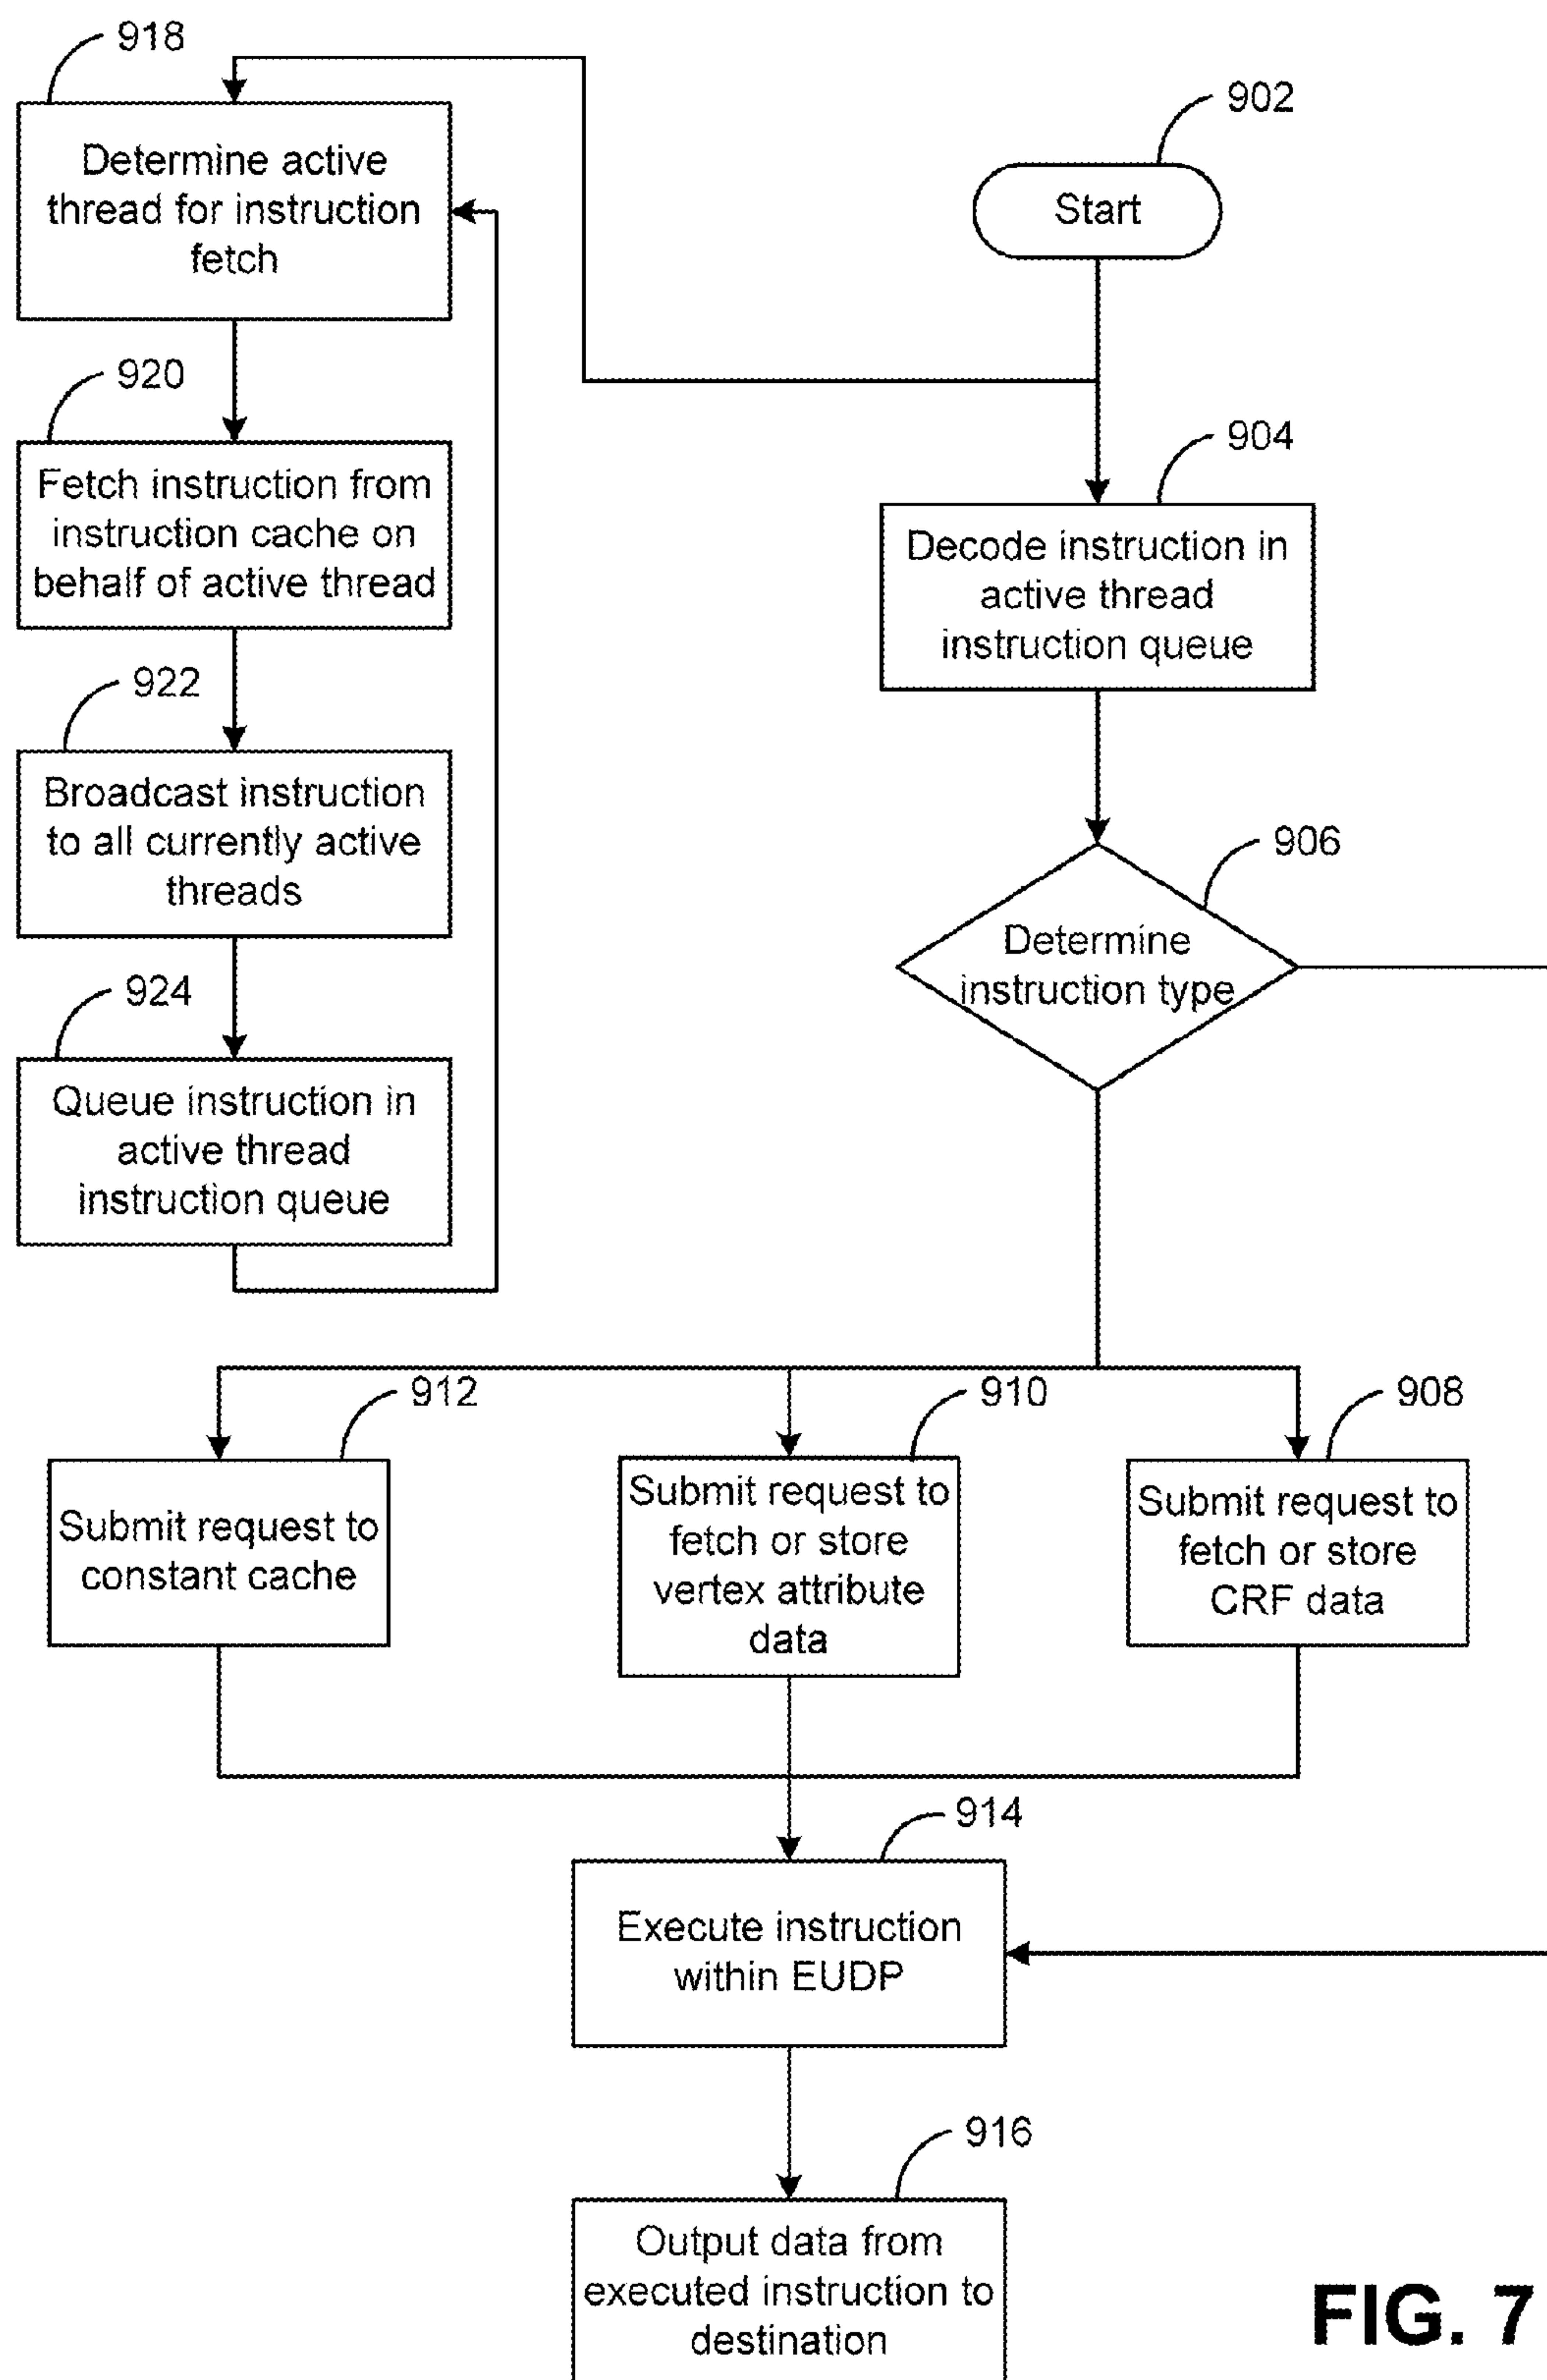 918
Determine active
thread for instruction
fetch
902
Start
920
Fetch instruction from
instruction cache on
behalf of active thread
904
Decode instruction in
active thread
instruction queue
922
Broadcast instruction
to all currently active
threads
906
Determine
instruction type
924
Queue instruction in
active thread
instruction queue
912
Submit request to
constant cache
910
Submit request to
fetch or store
vertex attribute
data
908
Submit request to
fetch or store
CRF data
914
Execute instruction
within EUDP
916
Output data from
executed instruction to
destination
FIG. 7